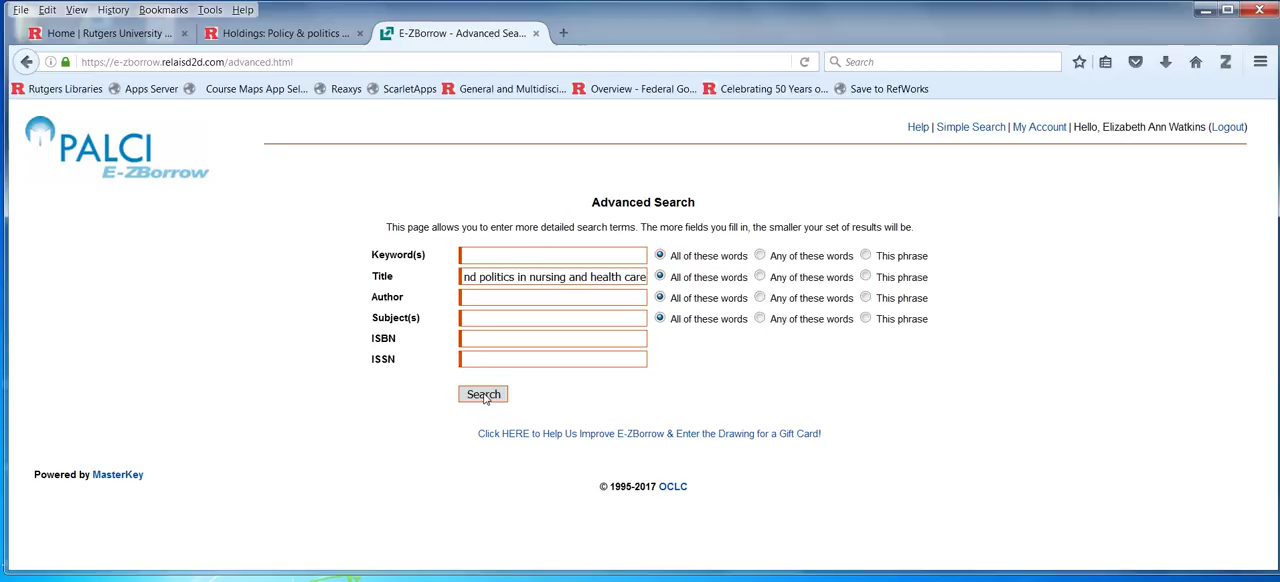 File Edit View History Bookmarks Tools Help
Home | Rutgers University ... × Holdings: Policy & politics ... × E-ZBorrow - Advanced Sea... × +
https://e-zborrow.relaisd2d.com/advanced.html Search
Rutgers Libraries Apps Server Course Maps App Sel... Reaxys ScarletApps General and Multidisci... Overview - Federal Go... Celebrating 50 Years o... Save to RefWorks
PALCI
E-ZBorrow
Help | Simple Search | My Account | Hello, Elizabeth Ann Watkins (Logout)
Advanced Search
This page allows you to enter more detailed search terms. The more fields you fill in, the smaller your set of results will be.
Keyword(s) All of these words Any of these words This phrase
Title nd politics in nursing and health care All of these words Any of these words This phrase
Author All of these words Any of these words This phrase
Subject(s) All of these words Any of these words This phrase
ISBN
ISSN
Search
Click HERE to Help Us Improve E-ZBorrow & Enter the Drawing for a Gift Card!
Powered by MasterKey
© 1995-2017 OCLC